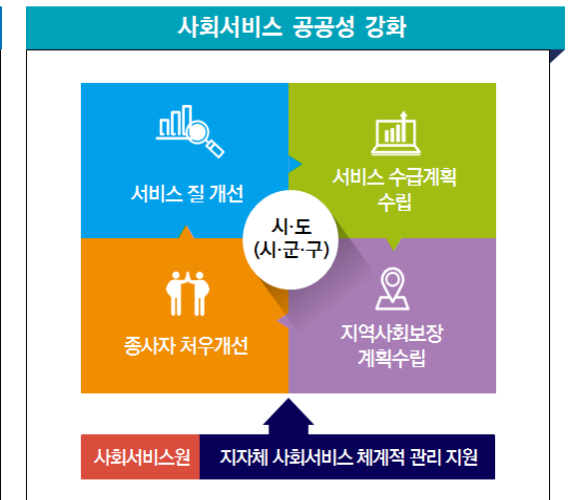 사회서비스 공공성 강화
서비스 질 개선
서비스 수급계획
수립
시·도
(시·군·구)
종사자 처우개선
지역사회보장
계획수립
사회서비스원
지자체 사회서비스 체계적 관리 지원